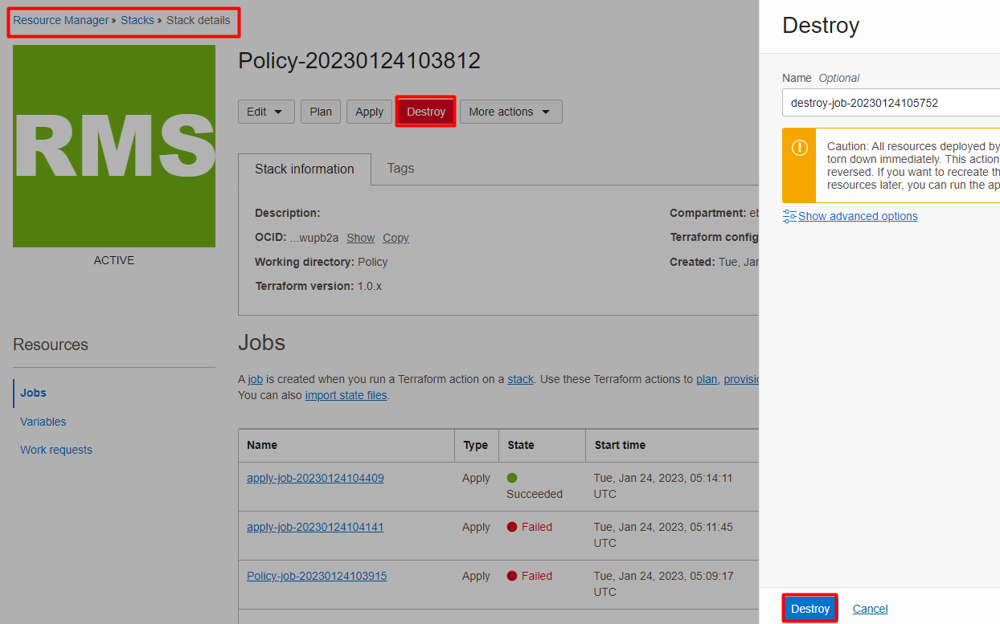 Resource Manager » Stacks » Stack details
RMS
ACTIVE
Policy-20230124103812
Edit Plan Apply Destroy More actions
Stack information Tags
Description:
OCID: ...wupb2a Show Copy
Working directory: Policy
Terraform version: 1.0.x
Compartment: eb
Terraform config
Created: Tue, Jan
Resources
Jobs
Variables
Work requests
Jobs
A job is created when you run a Terraform action on a stack. Use these Terraform actions to plan,
You can also import state files.
Name Type State Start time
apply-job-20230124104409 Apply Succeeded Tue, Jan 24, 2023, 05:14:11 UTC
apply-job-20230124104141 Apply Failed Tue, Jan 24, 2023, 05:11:45 UTC
Policy-job-20230124103915 Apply Failed Tue, Jan 24, 2023, 05:09:17 UTC
Destroy
Name Optional
destroy-job-20230124105752
Caution: All resources deployed by
torn down immediately. This action
reversed. If you want to recreate th
resources later, you can run the ap
Show advanced options
Destroy Cancel